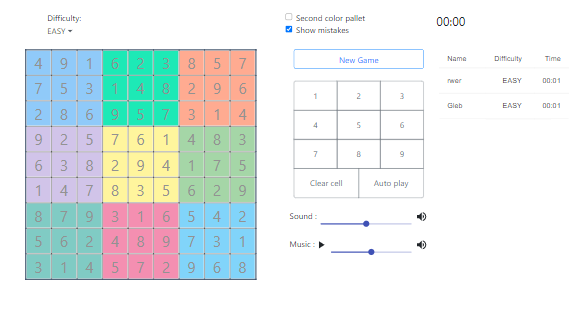 Difficulty:
EASY
4 9 1 6 2 3 8 5 7
7 5 3 1 4 8 2 9 6
2 8 6 9 5 7 3 1 4
9 2 5 7 6 1 4 8 3
6 3 8 2 9 4 1 7 5
1 4 7 8 3 5 6 2 9
8 7 9 3 1 6 5 4 2
5 6 2 4 8 9 7 3 1
3 1 4 5 7 2 9 6 8
Second color pallet
Show mistakes
New Game
1 2 3
4 5 6
7 8 9
Clear cell Auto play
Sound :
Music :
00:00
Name Difficulty Time
rwer EASY 00:01
Gleb EASY 00:01